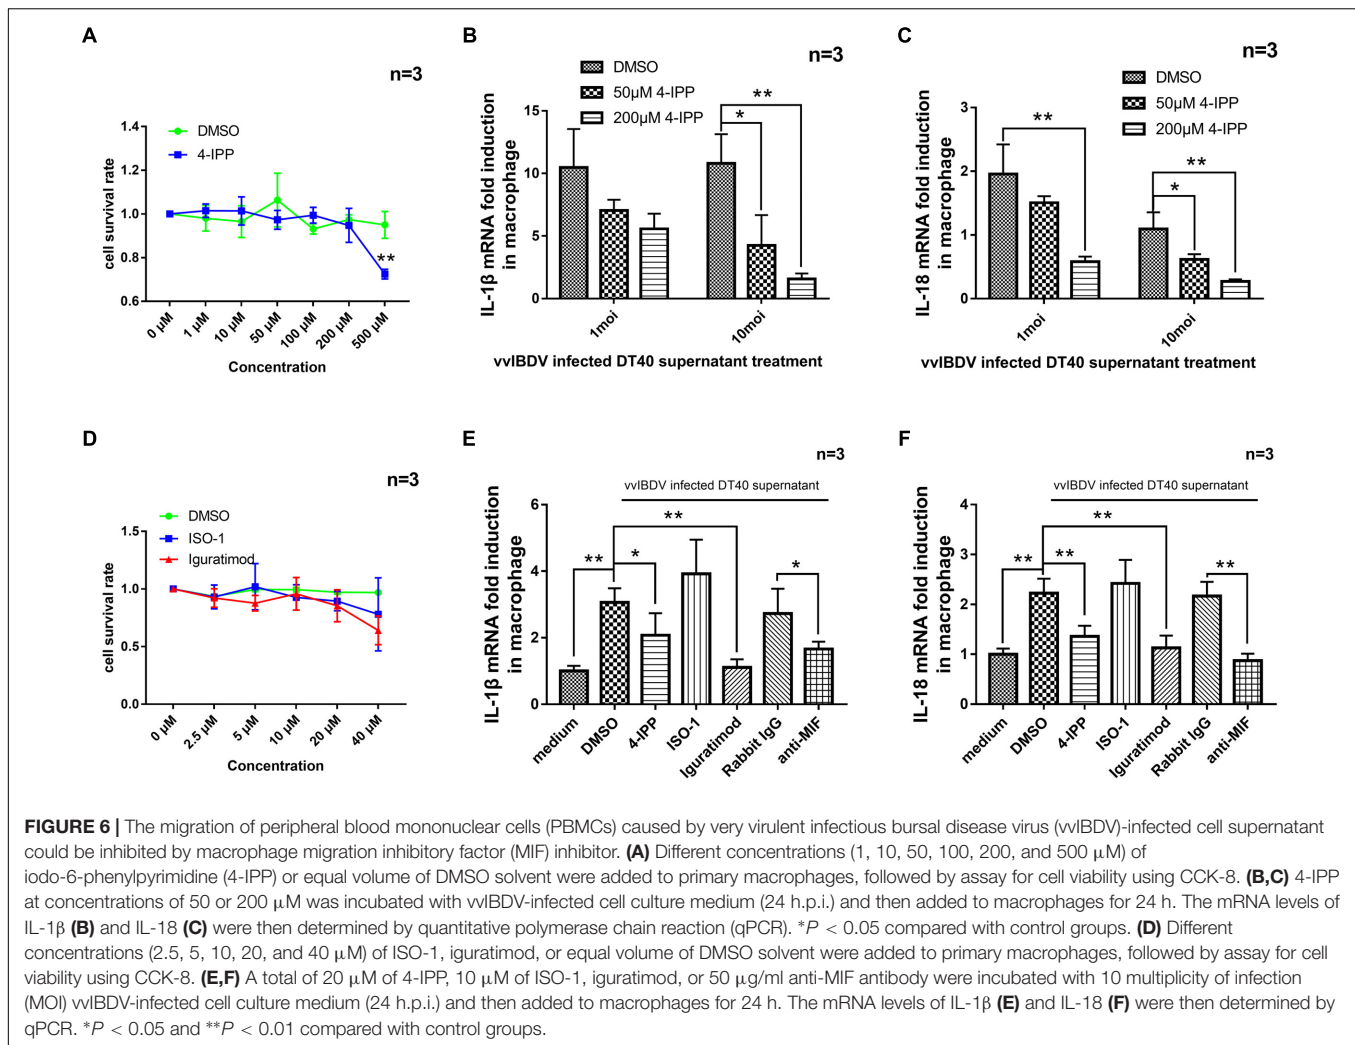 A
n=3
DMSO
4-IPP
cell survival rate
1.4
1.2
1.0
0.8
0.6
0 μM
1 μM
10 μM
50 μM
100 μM
200 μM
500 μM
**
Concentration
B
n=3
DMSO
50μM 4-IPP
200μM 4-IPP
IL-1β mRNA fold induction
in macrophage
15
10
5
0
**
*
1moi
10moi
vvIBDV infected DT40 supernatant treatment
C
n=3
DMSO
50μM 4-IPP
200μM 4-IPP
IL-18 mRNA fold induction
in macrophage
3
2
1
0
**
**
*
1moi
10moi
vvIBDV infected DT40 supernatant treatment
D
n=3
DMSO
ISO-1
Iguratimod
cell survival rate
1.5
1.0
0.5
0.0
0 μM
2.5 μM
5 μM
10 μM
20 μM
40 μM
Concentration
E
n=3
vvIBDV infected DT40 supernatant
IL-1β mRNA fold induction
in macrophage
6
4
2
0
**
**
*
*
medium
DMSO
4-IPP
ISO-1
Iguratimod
Rabbit IgG
anti-MIF
F
n=3
vvIBDV infected DT40 supernatant
IL-18 mRNA fold induction
in macrophage
4
3
2
1
0
**
**
**
**
medium
DMSO
4-IPP
ISO-1
Iguratimod
Rabbit IgG
anti-MIF
FIGURE 6 | The migration of peripheral blood mononuclear cells (PBMCs) caused by very virulent infectious bursal disease virus (vvIBDV)-infected cell supernatant
could be inhibited by macrophage migration inhibitory factor (MIF) inhibitor. (A) Different concentrations (1, 10, 50, 100, 200, and 500 μM) of
iodo-6-phenylpyrimidine (4-IPP) or equal volume of DMSO solvent were added to primary macrophages, followed by assay for cell viability using CCK-8. (B,C) 4-IPP
at concentrations of 50 or 200 μM was incubated with vvIBDV-infected cell culture medium (24 h.p.i.) and then added to macrophages for 24 h. The mRNA levels of
IL-1β (B) and IL-18 (C) were then determined by quantitative polymerase chain reaction (qPCR). *P < 0.05 compared with control groups. (D) Different
concentrations (2.5, 5, 10, 20, and 40 μM) of ISO-1, iguratimod, or equal volume of DMSO solvent were added to primary macrophages, followed by assay for cell
viability using CCK-8. (E,F) A total of 20 μM of 4-IPP, 10 μM of ISO-1, iguratimod, or 50 μg/ml anti-MIF antibody were incubated with 10 multiplicity of infection
(MOI) vvIBDV-infected cell culture medium (24 h.p.i.) and then added to macrophages for 24 h. The mRNA levels of IL-1β (E) and IL-18 (F) were then determined by
qPCR. *P < 0.05 and **P < 0.01 compared with control groups.